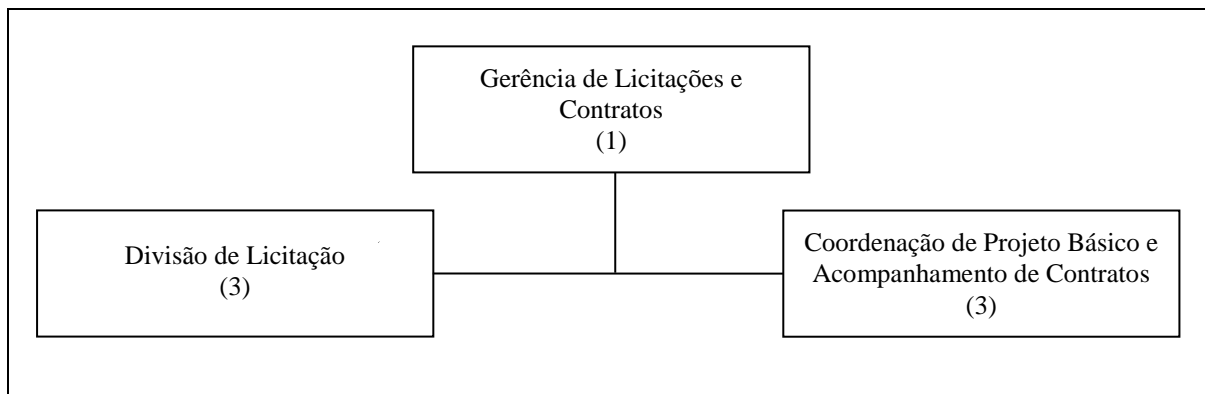 Gerência de Licitações e
Contratos
(1)
Divisão de Licitação
(3)
Coordenação de Projeto Básico e
Acompanhamento de Contratos
(3)